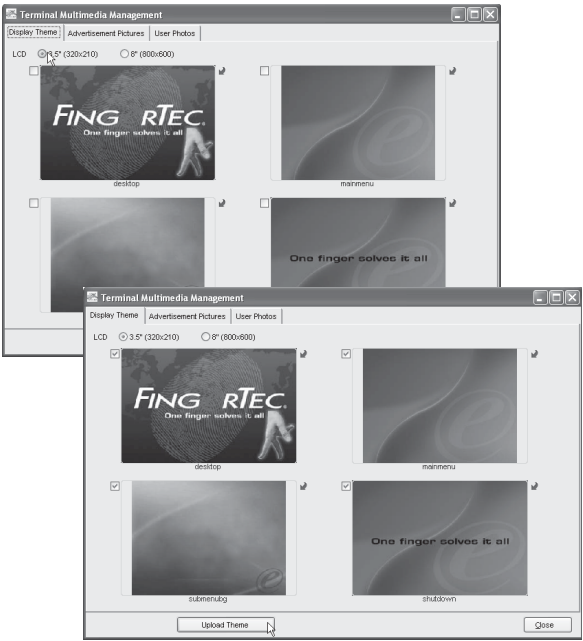 Terminal Multimedia Management
Display Theme Advertisement Pictures User Photos
LCD 3.5" (320x210) 8" (800x600)
FING RTEC
One finger solves it all
desktop
mainmenu
One finger solves it all
Terminal Multimedia Management
Display Theme Advertisement Pictures User Photos
LCD 3.5" (320x210) 8" (800x600)
FING RTEC
One finger solves it all
desktop
mainmenu
One finger solves it all
submenubg
shutdown
Upload Theme
Close